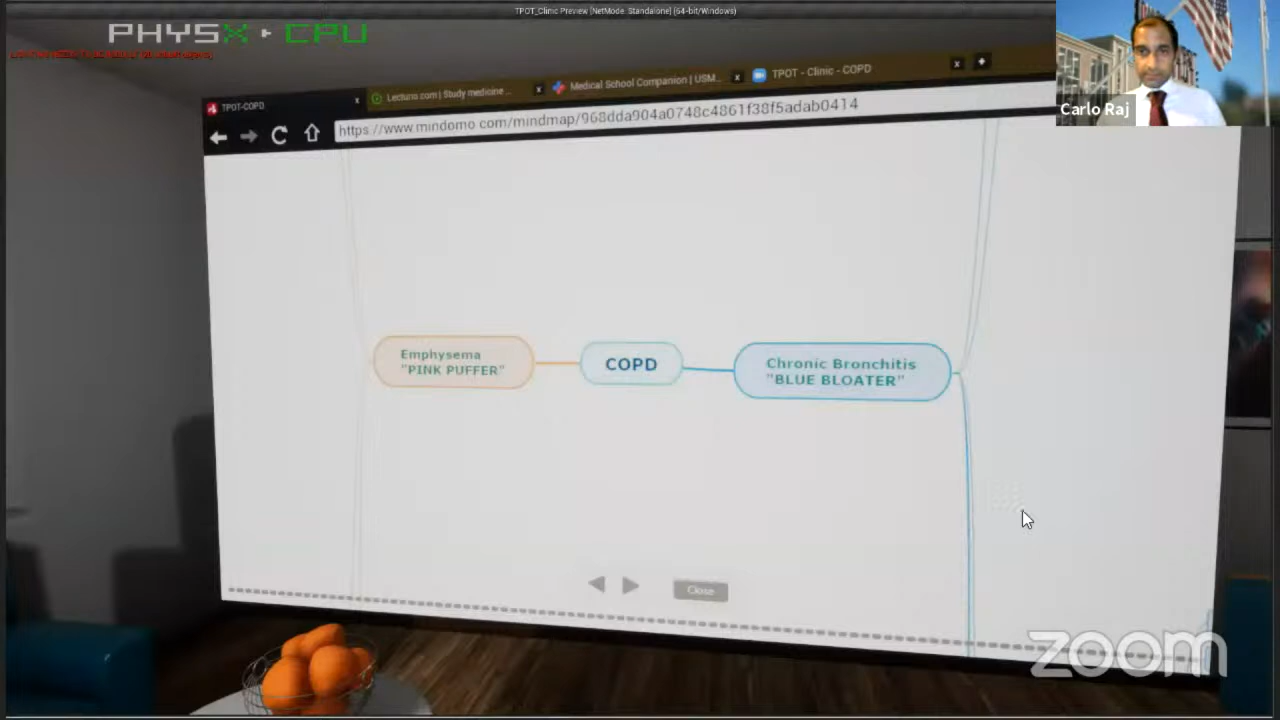 TPOT_Clinic Preview [NetMode: Standalone] (64-bit/Windows)
PHYSX + CPU
Carlo Raj
TPOT-COPD
x
Lecturio.com | Study medicine ...
x
Medical School Companion | USM...
x
TPOT - Clinic - COPD
x
https://www.mindomo.com/mindmap/968dda904a0748c4861f38f5adab0414
Emphysema
"PINK PUFFER"
COPD
Chronic Bronchitis
"BLUE BLOATER"
Close
zoom